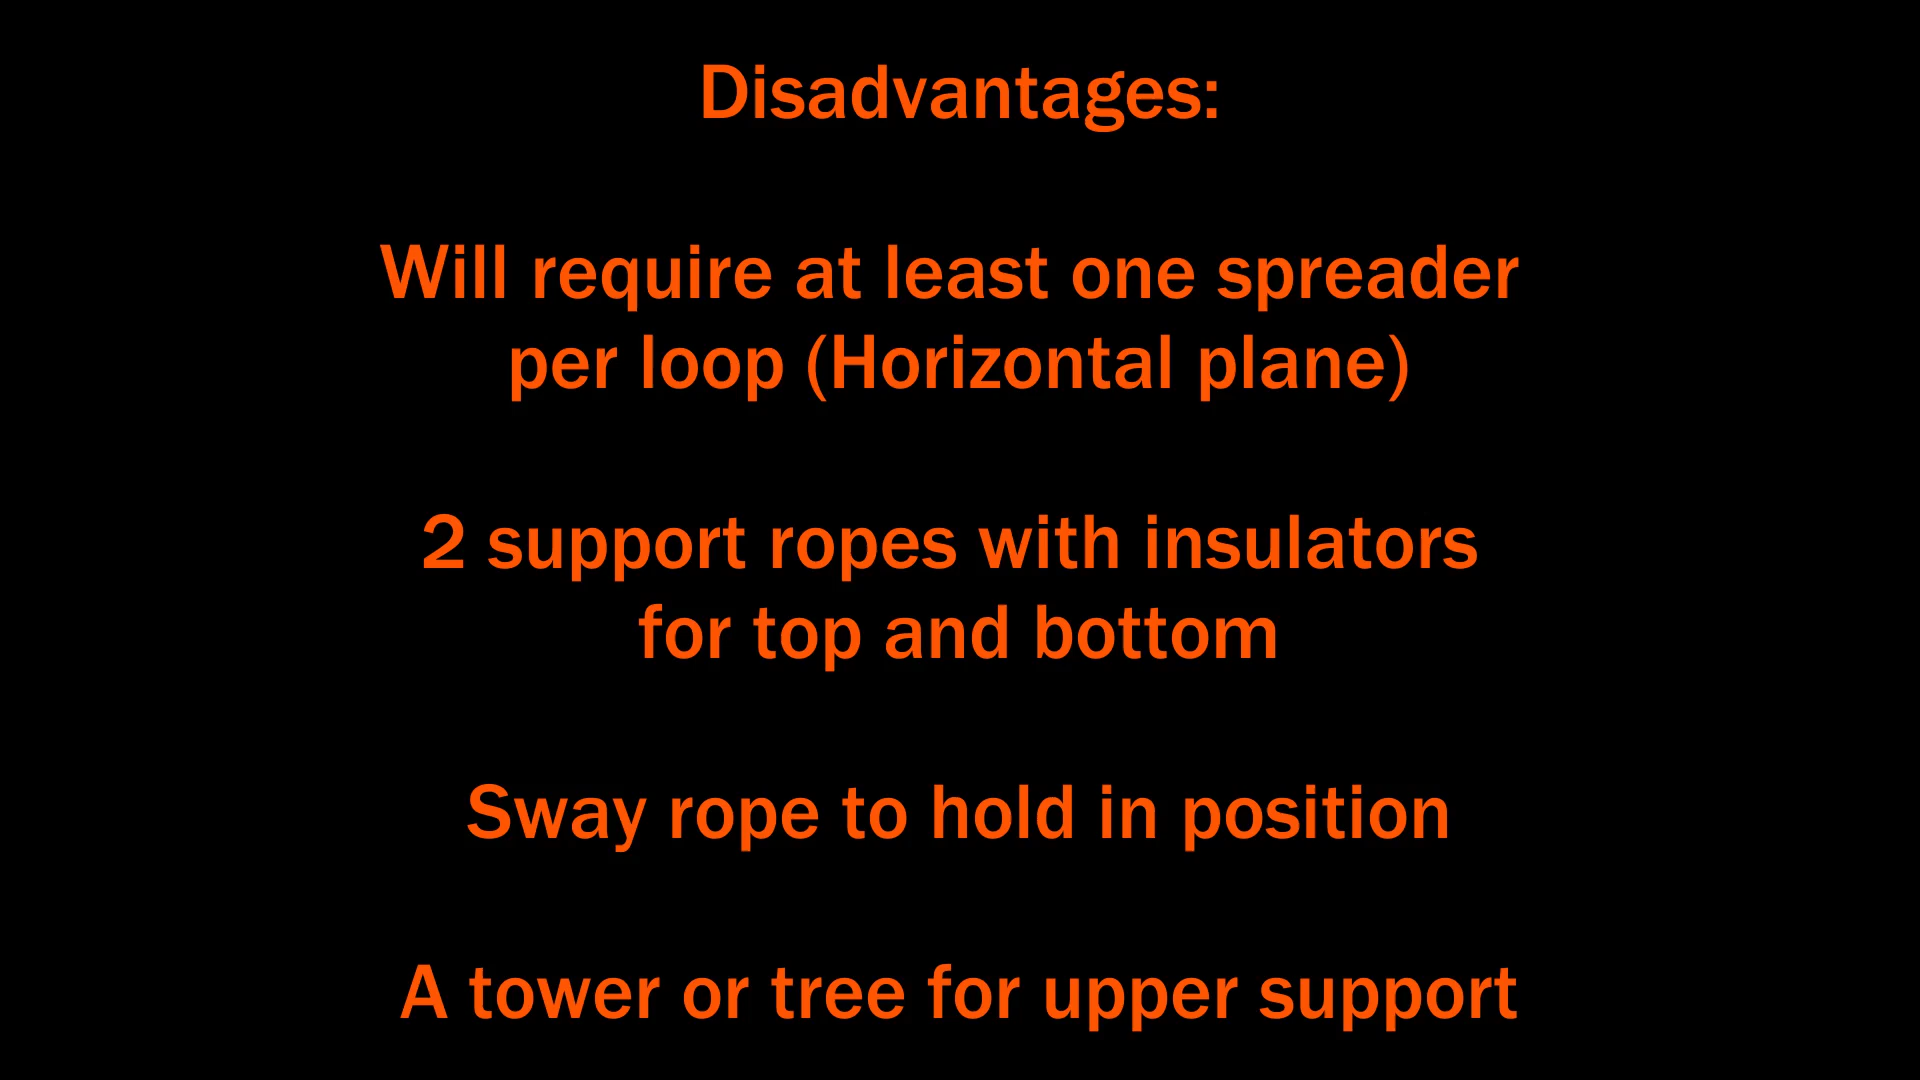 Disadvantages:
Will require at least one spreader
per loop (Horizontal plane)
2 support ropes with insulators
for top and bottom
Sway rope to hold in position
A tower or tree for upper support